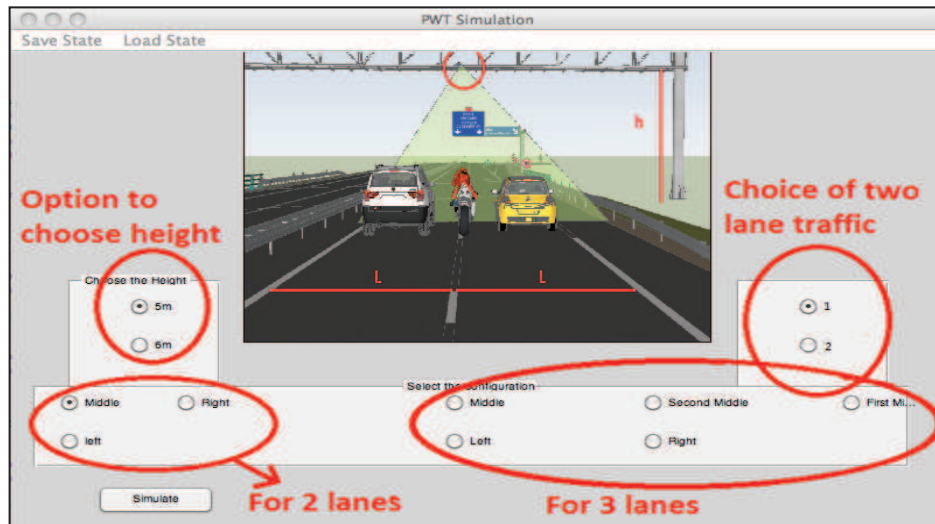 PWT Simulation
Save State Load State
h
Option to
choose height
Choice of two
lane traffic
L L
Choose the Height
5m
6m
1
2
Select the configuration
Middle Right
left
Middle Second Middle First Mi...
Left Right
Simulate
For 2 lanes
For 3 lanes